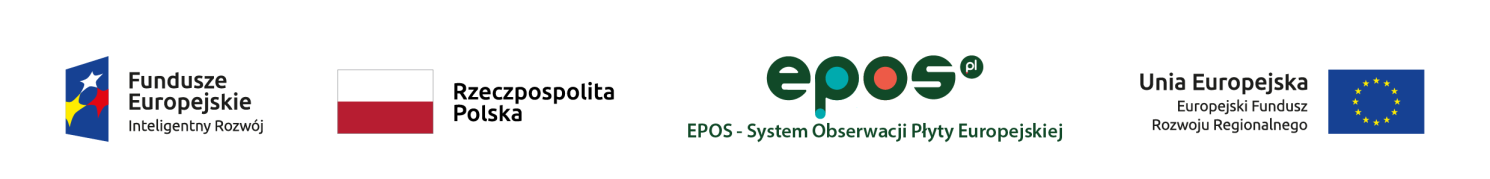 Fundusze
Europejskie
Inteligentny Rozwój
Rzeczpospolita
Polska
epos pl
EPOS - System Obserwacji Płyty Europejskiej
Unia Europejska
Europejski Fundusz
Rozwoju Regionalnego